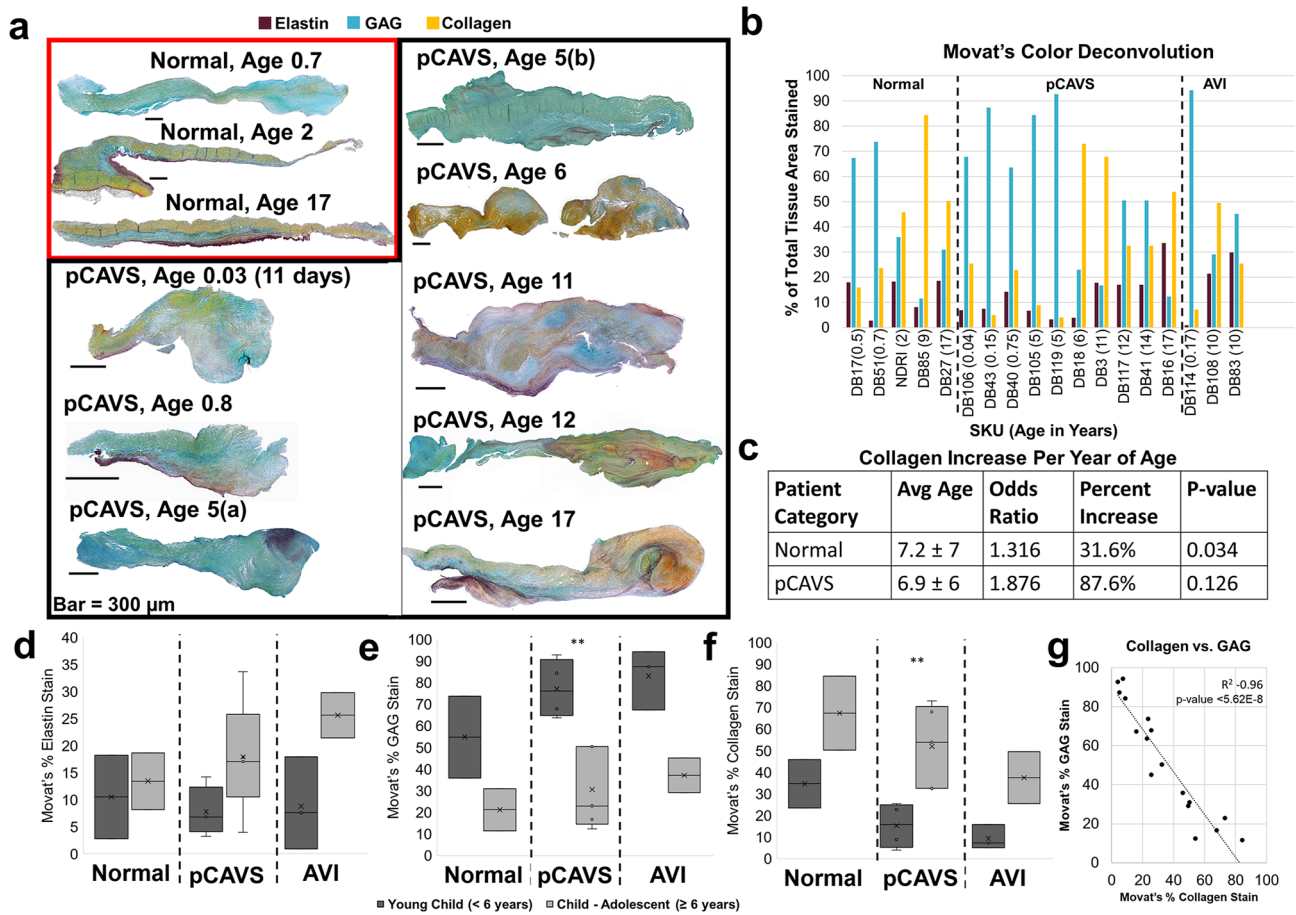 a
Elastin GAG Collagen
Normal, Age 0.7
Normal, Age 2
Normal, Age 17
pCAVS, Age 0.03 (11 days)
pCAVS, Age 0.8
pCAVS, Age 5(a)
Bar = 300 µm
pCAVS, Age 5(b)
pCAVS, Age 6
pCAVS, Age 11
pCAVS, Age 12
pCAVS, Age 17
b
Movat's Color Deconvolution
Normal pCAVS AVI
% of Total Tissue Area Stained
100
90
80
70
60
50
40
30
20
10
0
DB17(0.5)
DB51(0.7)
NDRI (2)
DB85 (9)
DB27 (17)
DB106 (0.04)
DB43 (0.15)
DB40 (0.75)
DB105 (5)
DB119 (5)
DB18 (6)
DB3 (11)
DB117 (12)
DB41 (14)
DB16 (17)
DB114 (0.17)
DB108 (10)
DB83 (10)
SKU (Age in Years)
c
Collagen Increase Per Year of Age
Patient Category Avg Age Odds Ratio Percent Increase P-value
Normal 7.2 ± 7 1.316 31.6% 0.034
pCAVS 6.9 ± 6 1.876 87.6% 0.126
d
Movat's % Elastin Stain
40
35
30
25
20
15
10
5
0
Normal pCAVS AVI
e
Movat's % GAG Stain
100
90
80
70
60
50
40
30
20
10
0
**
Normal pCAVS AVI
f
Movat's % Collagen Stain
100
90
80
70
60
50
40
30
20
10
0
**
Normal pCAVS AVI
Young Child (< 6 years) Child - Adolescent (≥ 6 years)
g
Collagen vs. GAG
R² -0.96
p-value <5.62E-8
Movat's % GAG Stain
100
80
60
40
20
0
0 20 40 60 80 100
Movat's % Collagen Stain